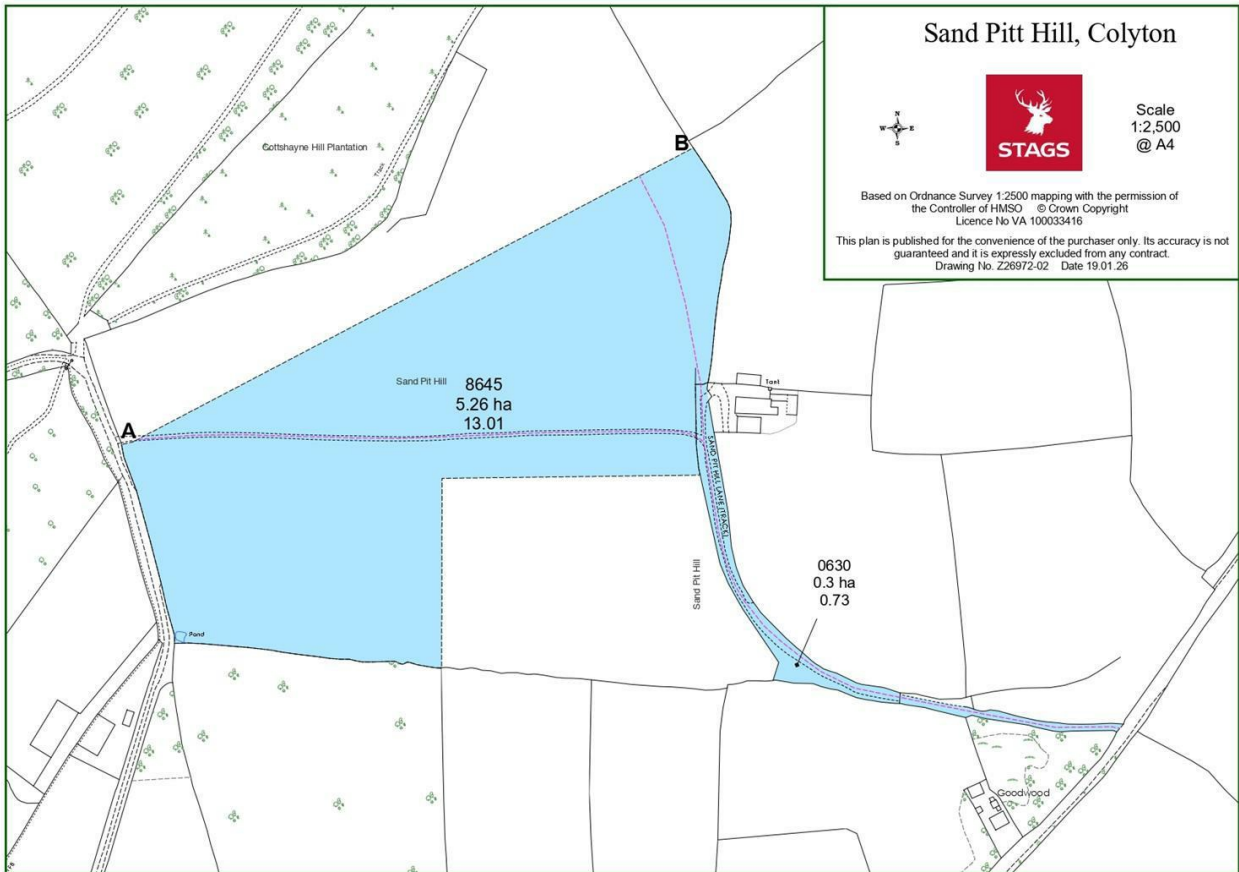 Sand Pitt Hill, Colyton
N
W E
S
STAGS
Scale
1:2,500
@ A4
Based on Ordnance Survey 1:2500 mapping with the permission of
the Controller of HMSO © Crown Copyright
Licence No VA 100033416
This plan is published for the convenience of the purchaser only. Its accuracy is not
guaranteed and it is expressly excluded from any contract.
Drawing No. Z26972-02 Date 19.01.26
Cottshayne Hill Plantation
Track
B
Sand Pit Hill
8645
5.26 ha
13.01
A
Tank
SAND PIT HILL LANE (TRACK)
Sand Pit Hill
0630
0.3 ha
0.73
Pond
Goodwood